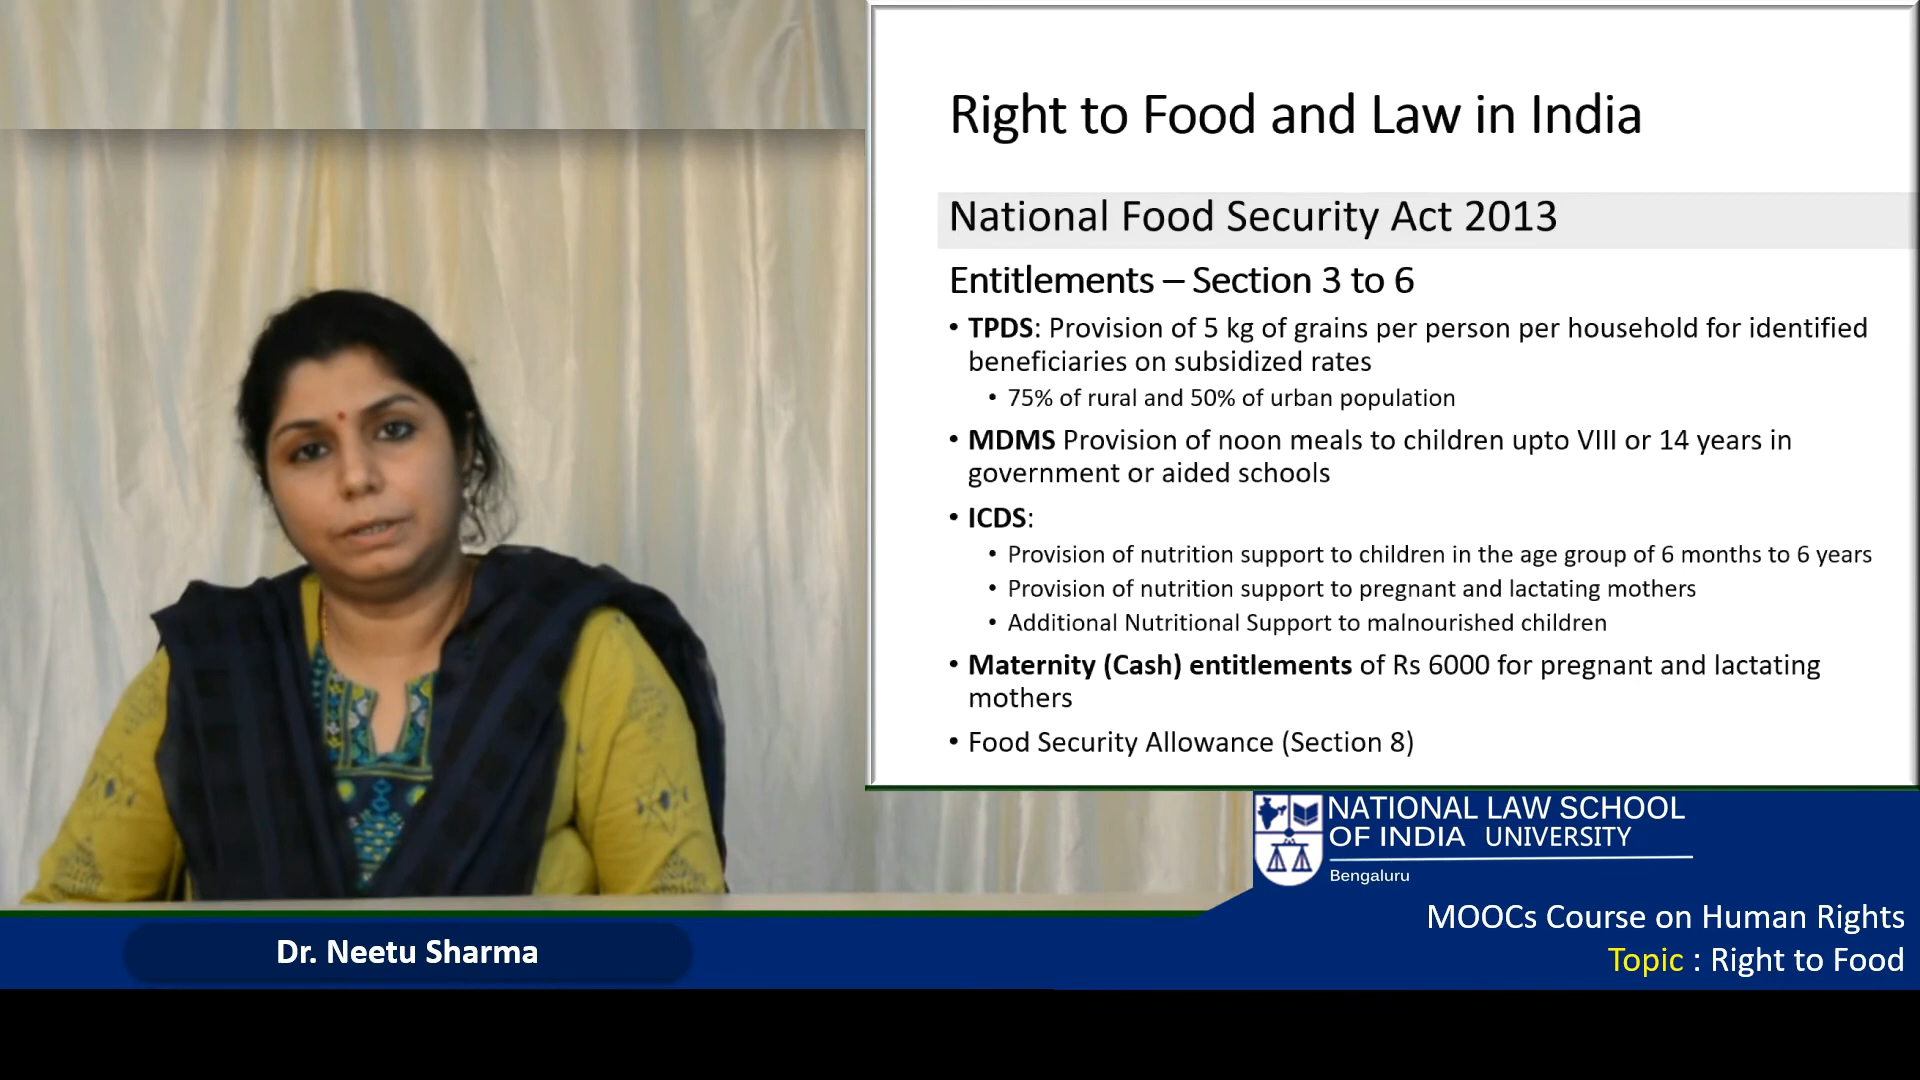 Right to Food and Law in India
National Food Security Act 2013
Entitlements – Section 3 to 6
• TPDS: Provision of 5 kg of grains per person per household for identified
beneficiaries on subsidized rates
• 75% of rural and 50% of urban population
• MDMS Provision of noon meals to children upto VIII or 14 years in
government or aided schools
• ICDS:
• Provision of nutrition support to children in the age group of 6 months to 6 years
• Provision of nutrition support to pregnant and lactating mothers
• Additional Nutritional Support to malnourished children
• Maternity (Cash) entitlements of Rs 6000 for pregnant and lactating
mothers
• Food Security Allowance (Section 8)
NATIONAL LAW SCHOOL
OF INDIA UNIVERSITY
Bengaluru
MOOCs Course on Human Rights
Topic : Right to Food
Dr. Neetu Sharma